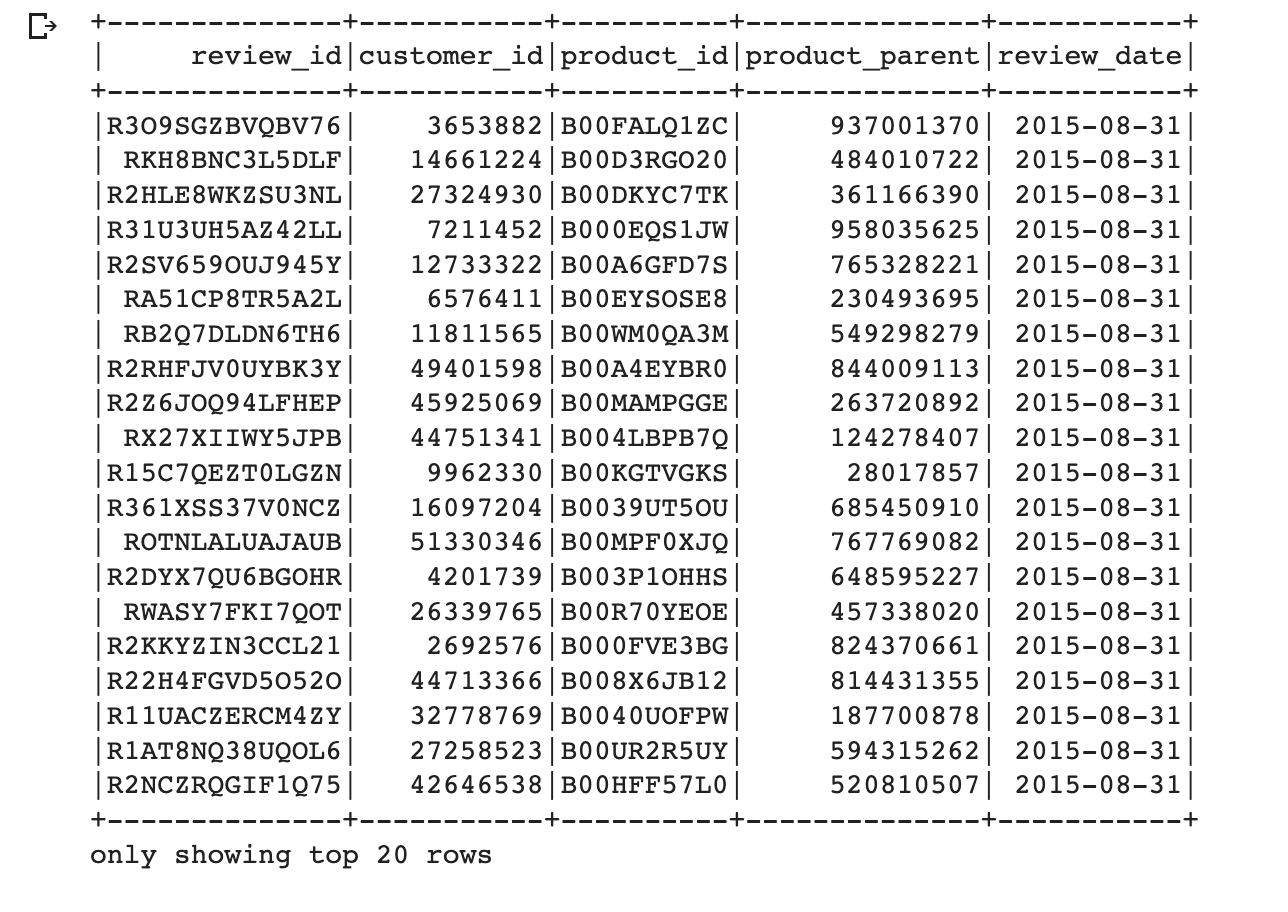 +--------------+-----------+----------+--------------+-----------+
|     review_id|customer_id|product_id|product_parent|review_date|
+--------------+-----------+----------+--------------+-----------+
|R3O9SGZBVQBV76|    3653882|B00FALQ1ZC|     937001370| 2015-08-31|
| RKH8BNC3L5DLF|   14661224|B00D3RGO20|     484010722| 2015-08-31|
|R2HLE8WKZSU3NL|   27324930|B00DKYC7TK|     361166390| 2015-08-31|
|R31U3UH5AZ42LL|    7211452|B000EQS1JW|     958035625| 2015-08-31|
|R2SV659OUJ945Y|   12733322|B00A6GFD7S|     765328221| 2015-08-31|
| RA51CP8TR5A2L|    6576411|B00EYSOSE8|     230493695| 2015-08-31|
| RB2Q7DLDN6TH6|   11811565|B00WM0QA3M|     549298279| 2015-08-31|
|R2RHFJV0UYBK3Y|   49401598|B00A4EYBR0|     844009113| 2015-08-31|
|R2Z6JOQ94LFHEP|   45925069|B00MAMPGGE|     263720892| 2015-08-31|
| RX27XIIWY5JPB|   44751341|B004LBPB7Q|     124278407| 2015-08-31|
|R15C7QEZT0LGZN|    9962330|B00KGTVGKS|      28017857| 2015-08-31|
|R361XSS37V0NCZ|   16097204|B0039UT5OU|     685450910| 2015-08-31|
| ROTNLALUAJAUB|   51330346|B00MPF0XJQ|     767769082| 2015-08-31|
|R2DYX7QU6BGOHR|    4201739|B003P1OHHS|     648595227| 2015-08-31|
| RWASY7FKI7QOT|   26339765|B00R70YEOE|     457338020| 2015-08-31|
|R2KKYZIN3CCL21|    2692576|B000FVE3BG|     824370661| 2015-08-31|
|R22H4FGVD5O52O|   44713366|B008X6JB12|     814431355| 2015-08-31|
|R11UACZERCM4ZY|   32778769|B0040UOFPW|     187700878| 2015-08-31|
|R1AT8NQ38UQOL6|   27258523|B00UR2R5UY|     594315262| 2015-08-31|
|R2NCZRQGIF1Q75|   42646538|B00HFF57L0|     520810507| 2015-08-31|
+--------------+-----------+----------+--------------+-----------+
only showing top 20 rows